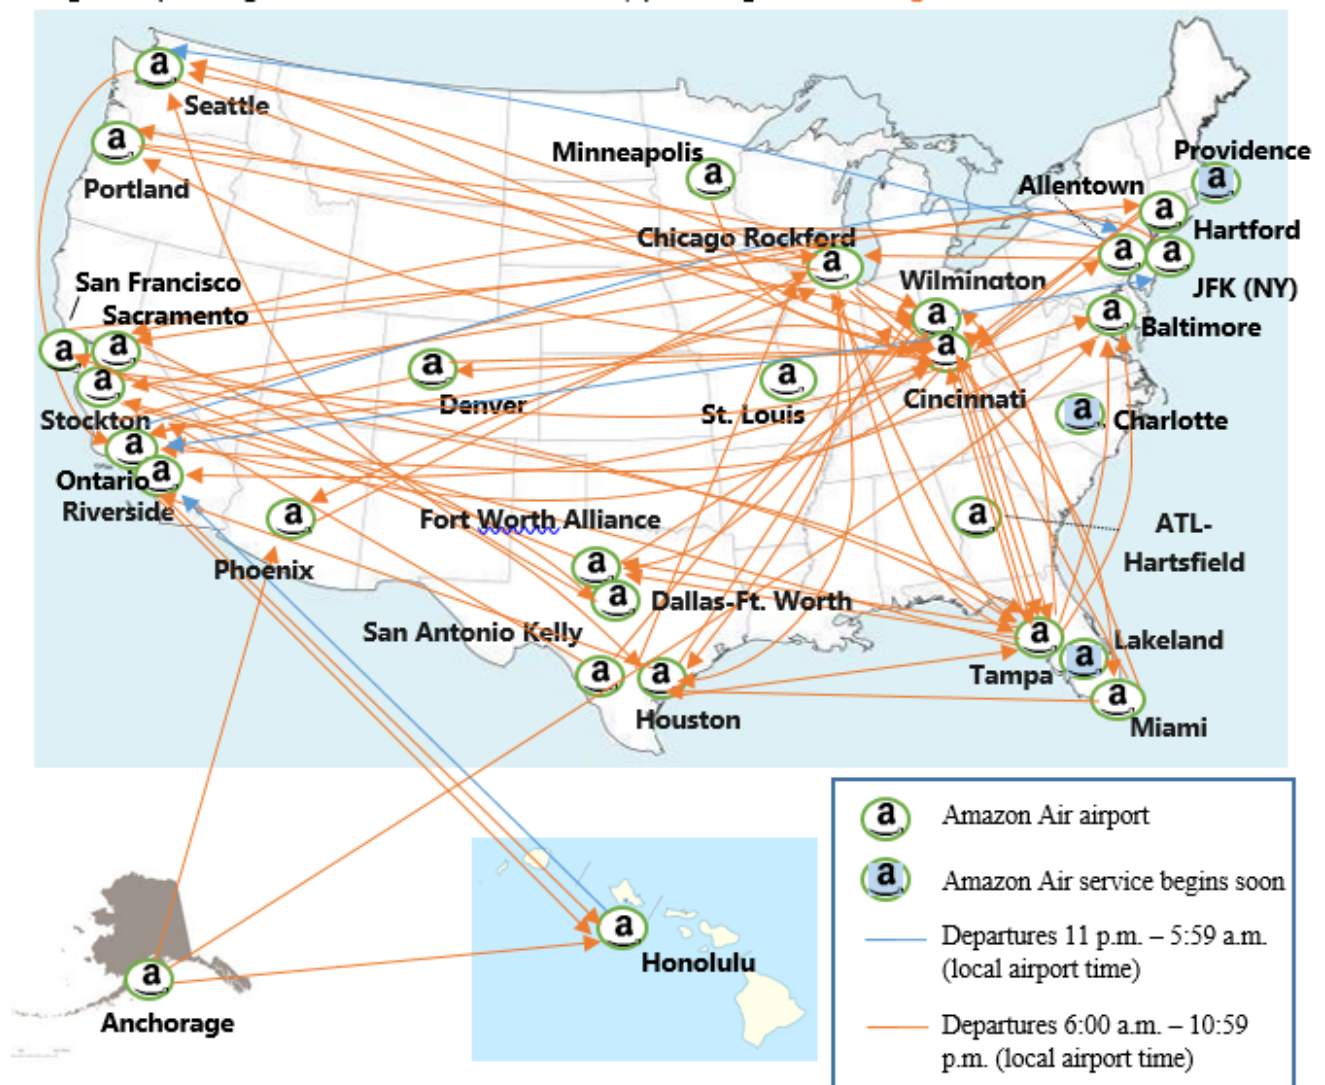 Seattle
Portland
Minneapolis
Providence
Allentown
Hartford
Chicago Rockford
Wilmington
JFK (NY)
San Francisco
Sacramento
Baltimore
Denver
St. Louis
Cincinnati
Charlotte
Stockton
Ontario
Riverside
Phoenix
Fort Worth Alliance
ATL-
Hartsfield
Dallas-Ft. Worth
San Antonio Kelly
Lakeland
Tampa
Houston
Miami
Anchorage
Honolulu
a Amazon Air airport
a Amazon Air service begins soon
Departures 11 p.m. – 5:59 a.m.
(local airport time)
Departures 6:00 a.m. – 10:59
p.m. (local airport time)